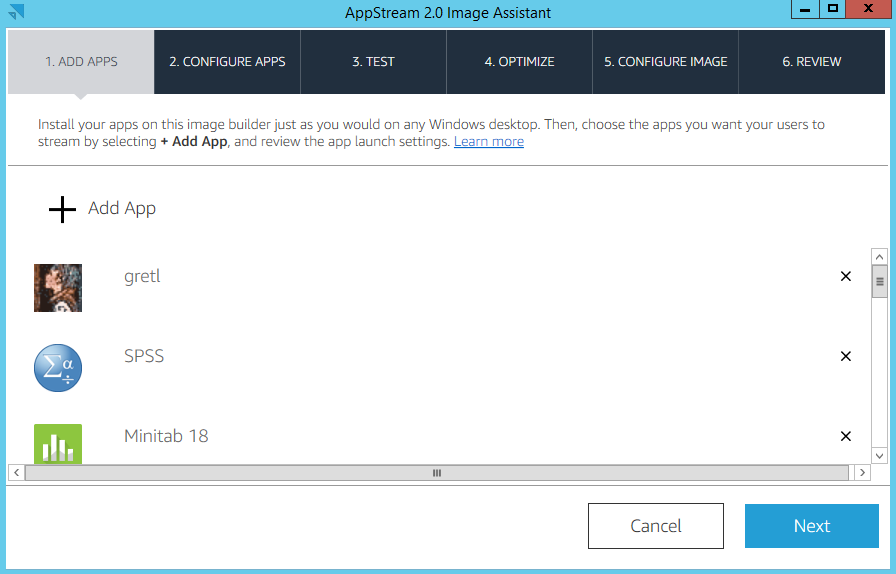 AppStream 2.0 Image Assistant
1. ADD APPS
2. CONFIGURE APPS
3. TEST
4. OPTIMIZE
5. CONFIGURE IMAGE
6. REVIEW
Install your apps on this image builder just as you would on any Windows desktop. Then, choose the apps you want your users to
stream by selecting + Add App, and review the app launch settings. Learn more
Add App
gretl
SPSS
Σα÷
Minitab 18
Cancel
Next